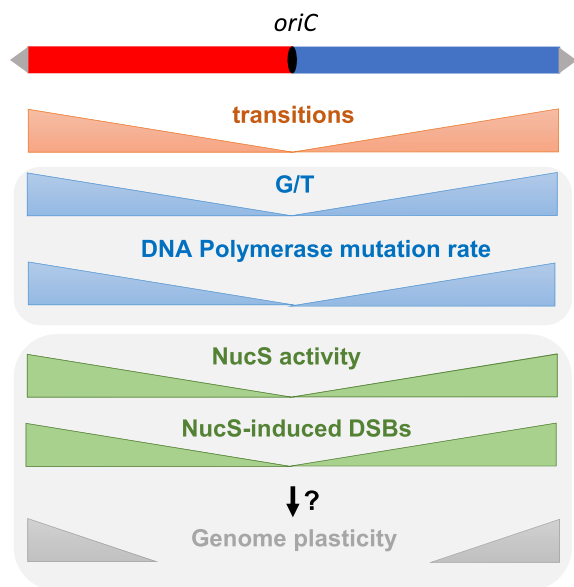 oriC
transitions
G/T
DNA Polymerase mutation rate
NucS activity
NucS-induced DSBs
?
Genome plasticity